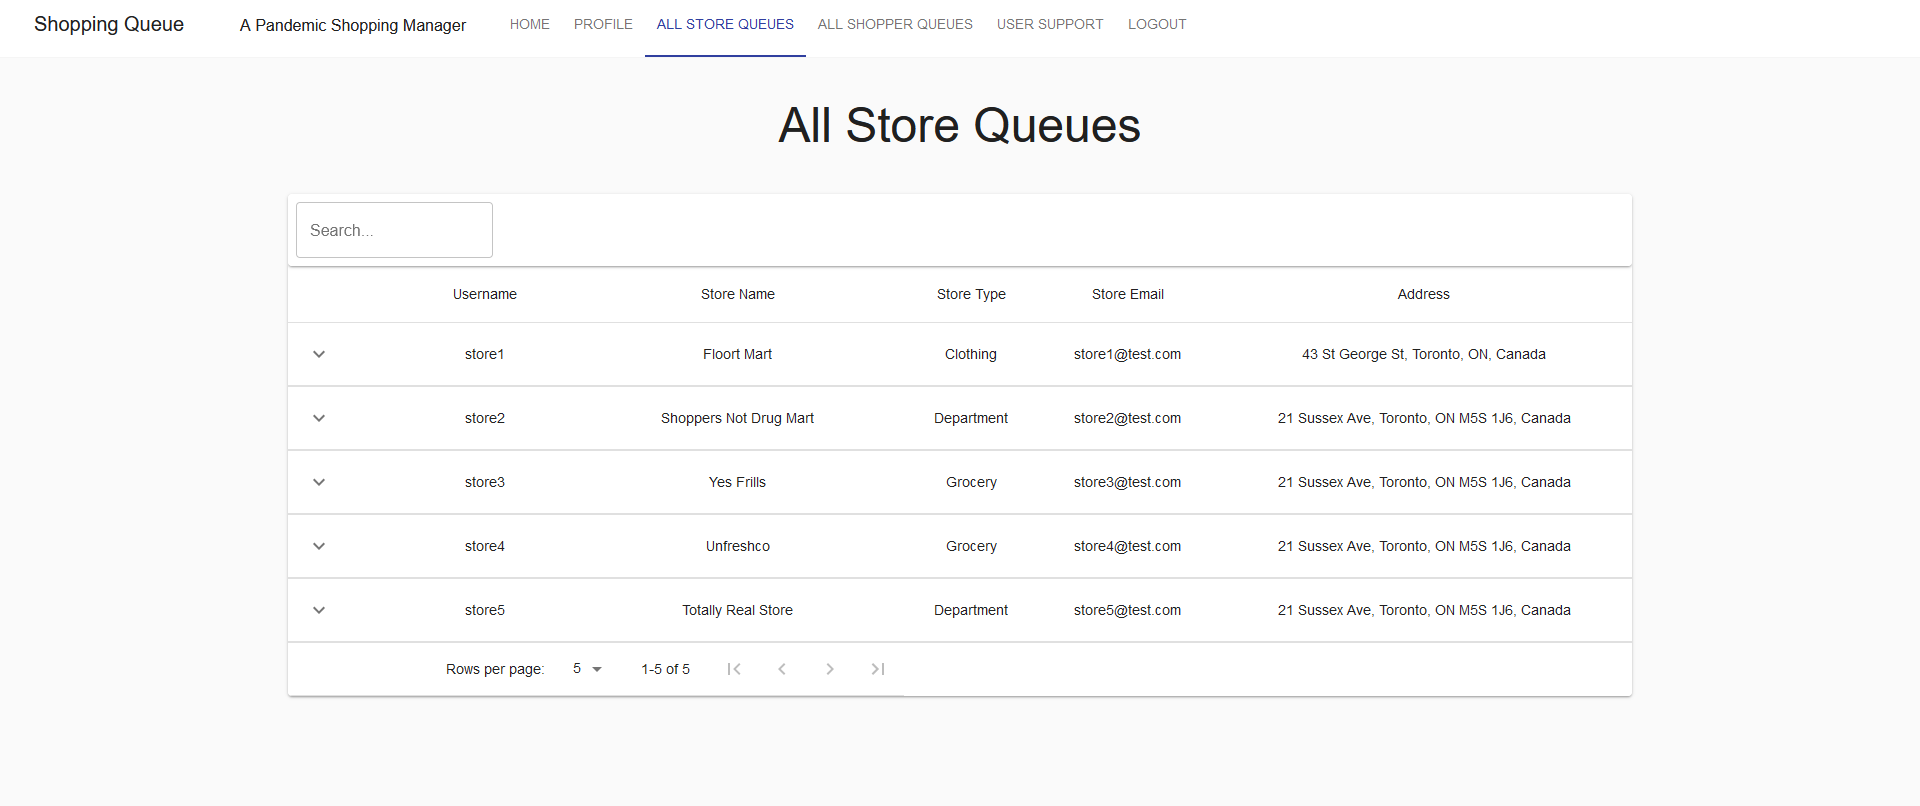 Shopping Queue A Pandemic Shopping Manager HOME PROFILE ALL STORE QUEUES ALL SHOPPER QUEUES USER SUPPORT LOGOUT
All Store Queues
Search...
Username Store Name Store Type Store Email Address
store1 Floort Mart Clothing store1@test.com 43 St George St, Toronto, ON, Canada
store2 Shoppers Not Drug Mart Department store2@test.com 21 Sussex Ave, Toronto, ON M5S 1J6, Canada
store3 Yes Frills Grocery store3@test.com 21 Sussex Ave, Toronto, ON M5S 1J6, Canada
store4 Unfreshco Grocery store4@test.com 21 Sussex Ave, Toronto, ON M5S 1J6, Canada
store5 Totally Real Store Department store5@test.com 21 Sussex Ave, Toronto, ON M5S 1J6, Canada
Rows per page: 5 1-5 of 5